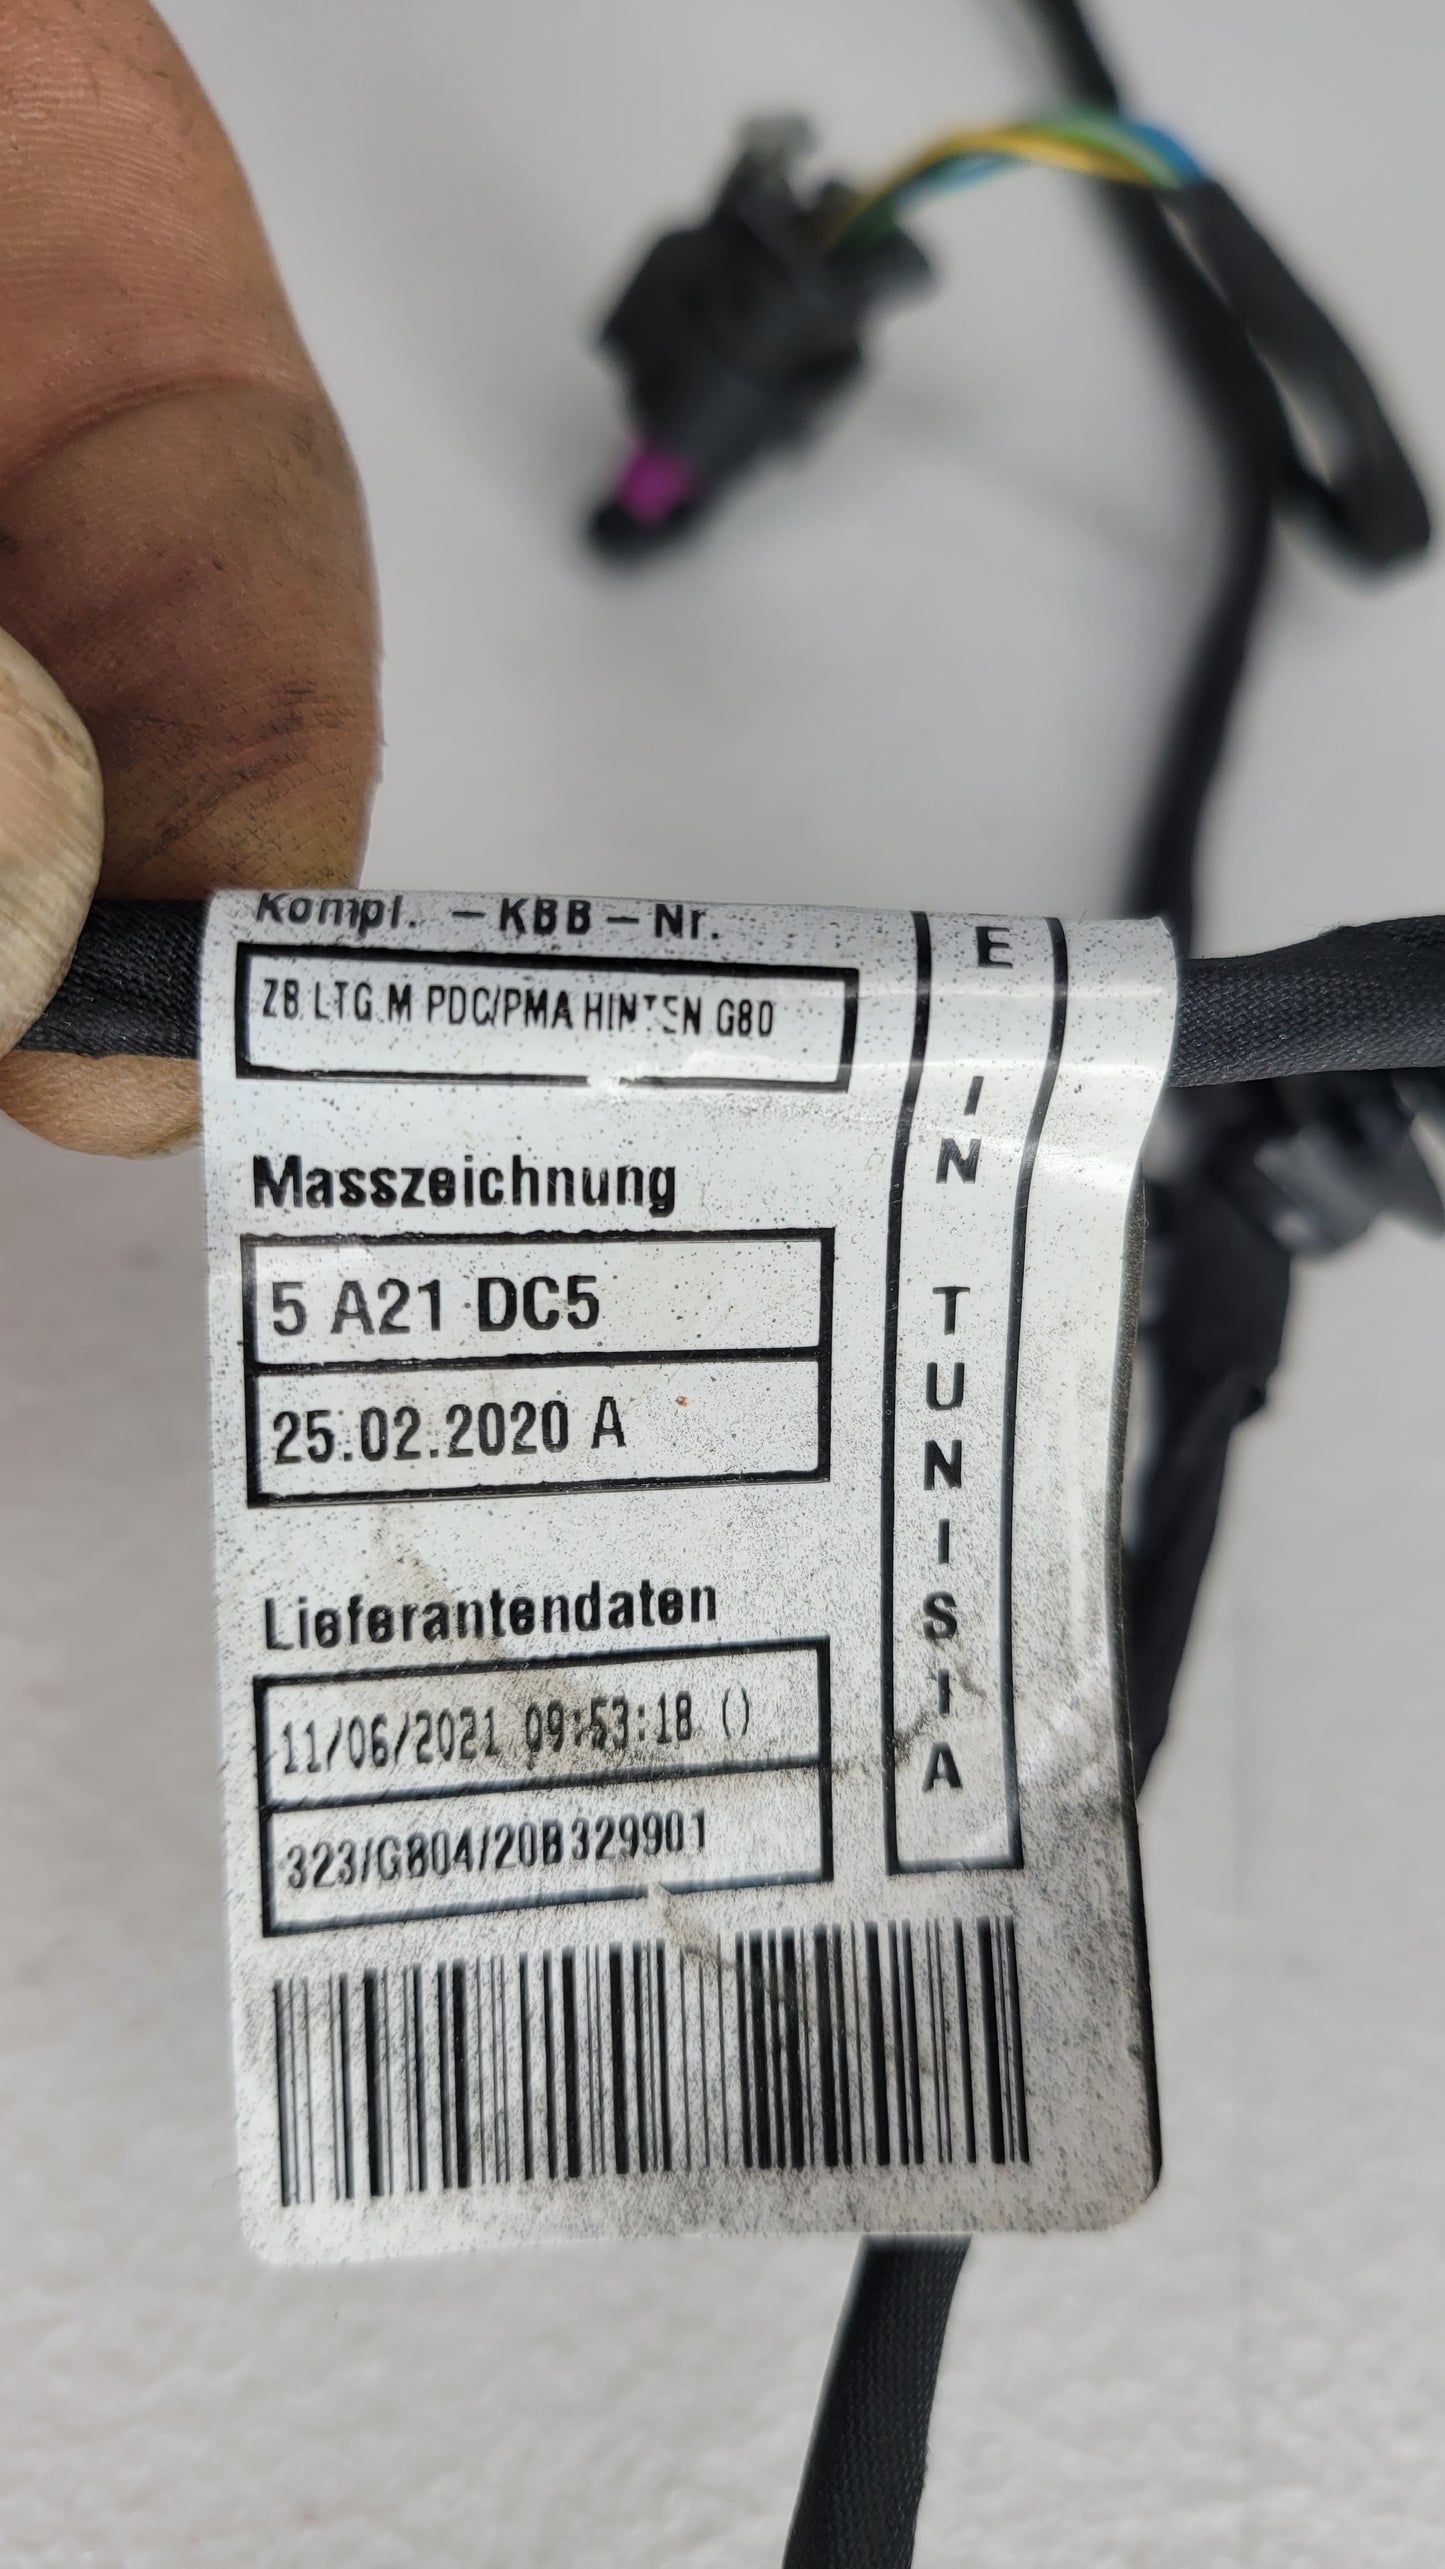 Kompl. -KBB-Nr.
ZB LTG M PDC/PMA HINTEN G80
Masszeichnung
5 A21 DC5
25.02.2020 A
Lieferantendaten
11/06/2021 09:53:18 ()
323/G804/20B329901
E IN TUNISIA